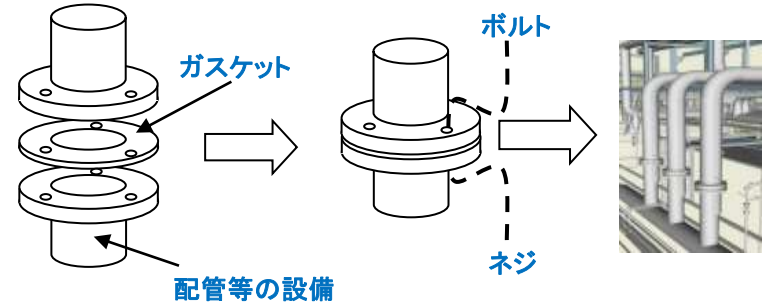 ボルト
ガスケット
ネジ
配管等の設備